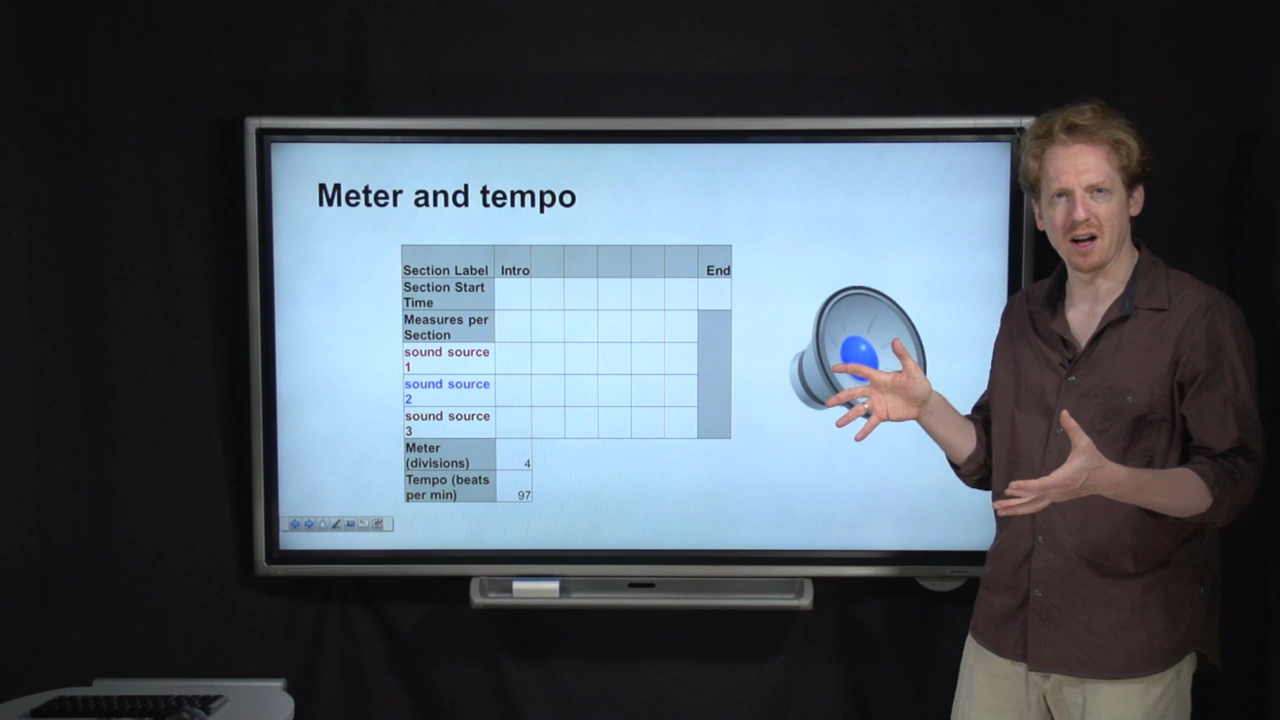 Meter and tempo
Section Label Intro End
Section Start
Time
Measures per
Section
sound source
1
sound source
2
sound source
3
Meter
(divisions) 4
Tempo (beats
per min) 97